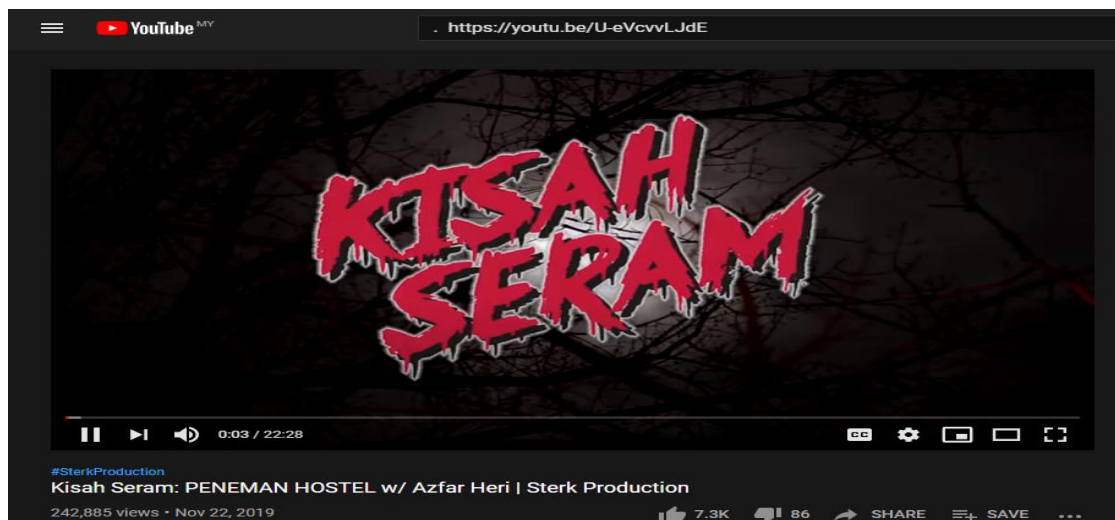 YouTube MY
. https://youtu.be/U-eVcvvLJdE
KISAH
SERAM
0:03 / 22:28
CC
#SterkProduction
Kisah Seram: PENEMAN HOSTEL w/ Azfar Heri | Sterk Production
242,885 views • Nov 22, 2019
7.3K 86 SHARE SAVE